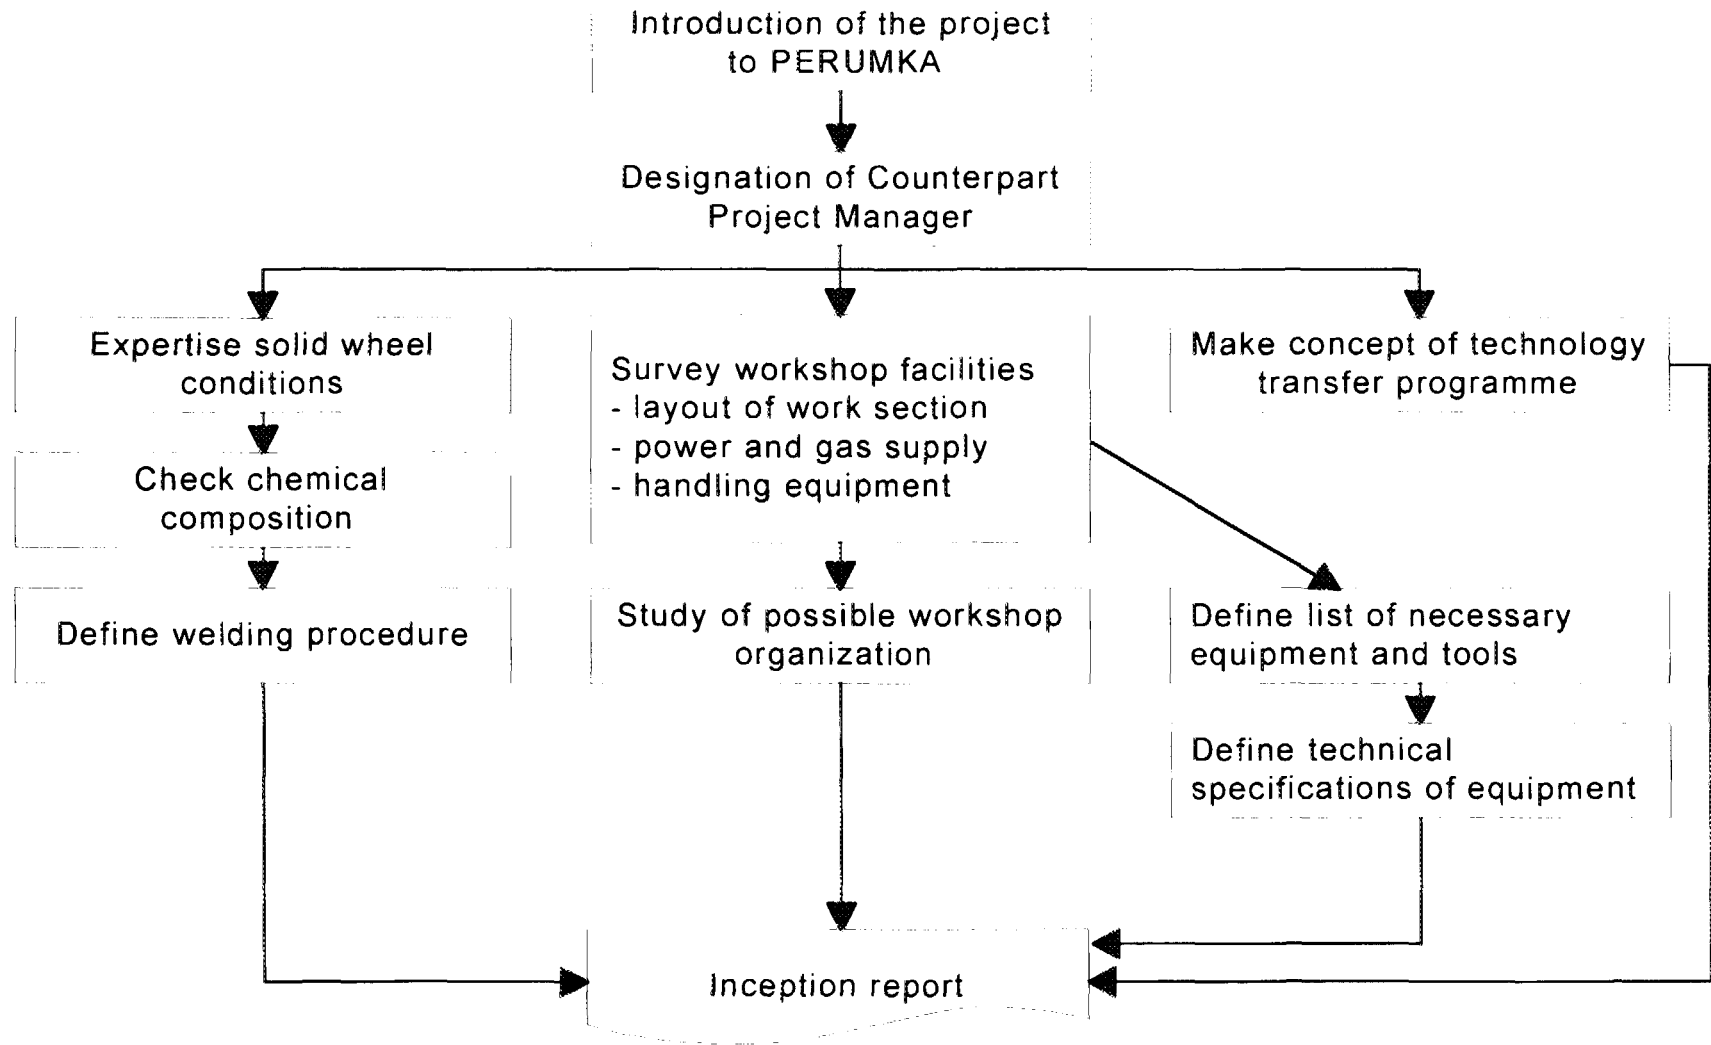 Introduction of the project
to PERUMKA
Designation of Counterpart
Project Manager
Expertise solid wheel
conditions
Survey workshop facilities
- layout of work section
- power and gas supply
- handling equipment
Make concept of technology
transfer programme
Check chemical
composition
Define welding procedure
Study of possible workshop
organization
Define list of necessary
equipment and tools
Define technical
specifications of equipment
Inception report